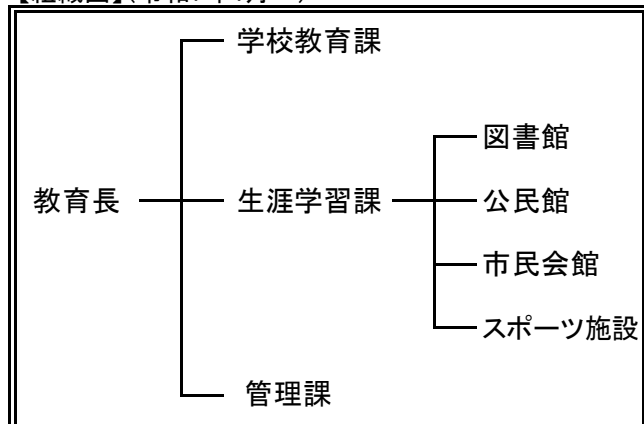 学校教育課
図書館
教育長
生涯学習課
公民館
市民会館
スポーツ施設
管理課